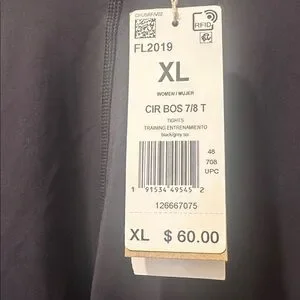 RFID
FL2019
XL
WOMEN / MUJER
CIR BOS 7/8 T
TIGHTS
TRAINING ENTRENAMIENTO
black/grey six
48
708
UPC
1 91534 49545 2
126667075
XL $ 60.00